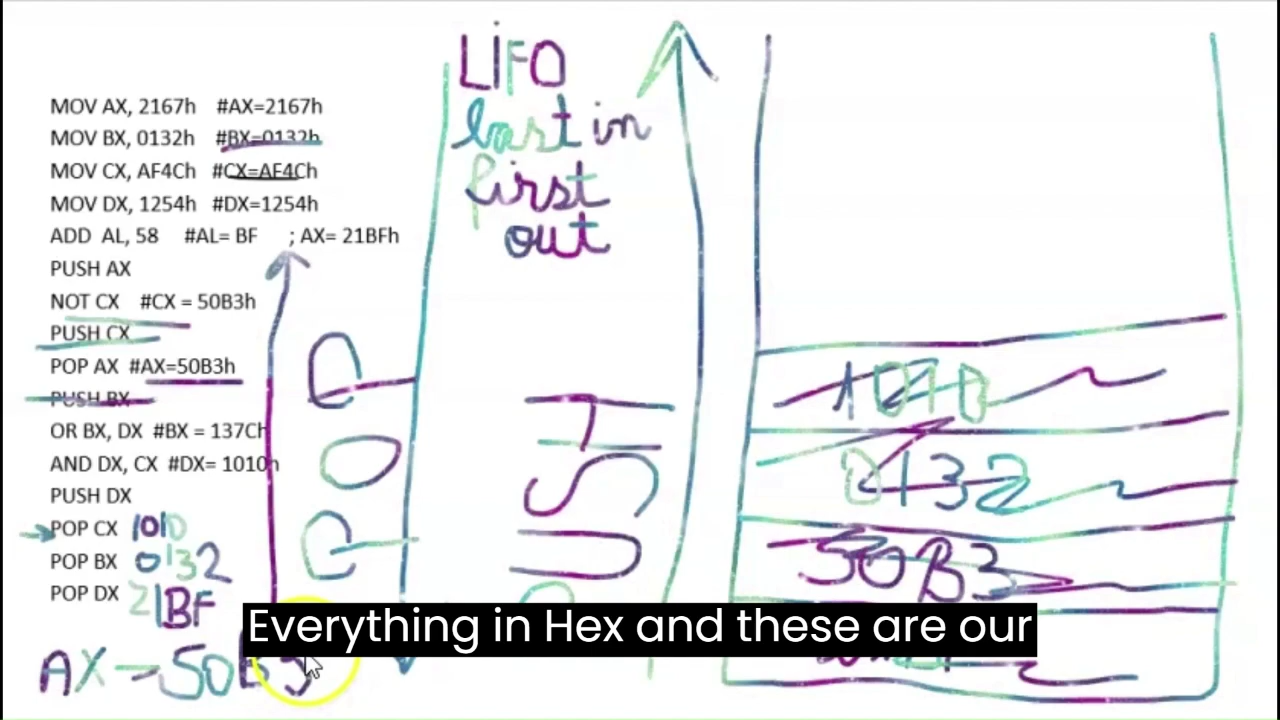 MOV AX, 2167h #AX=2167h
MOV BX, 0132h #BX=0132h
MOV CX, AF4Ch #CX=AF4Ch
MOV DX, 1254h #DX=1254h
ADD AL, 58 #AL= BF ; AX= 21BFh
PUSH AX
NOT CX #CX = 50B3h
PUSH CX
POP AX #AX=50B3h
PUSH BX
OR BX, DX #BX = 137Ch
AND DX, CX #DX= 1010h
PUSH DX
POP CX 1010
POP BX 0132
POP DX 21BF
AX → 50B3
POP
LIFO
last in
first
out
PUSH
1010
0132
50B3
Everything in Hex and these are our